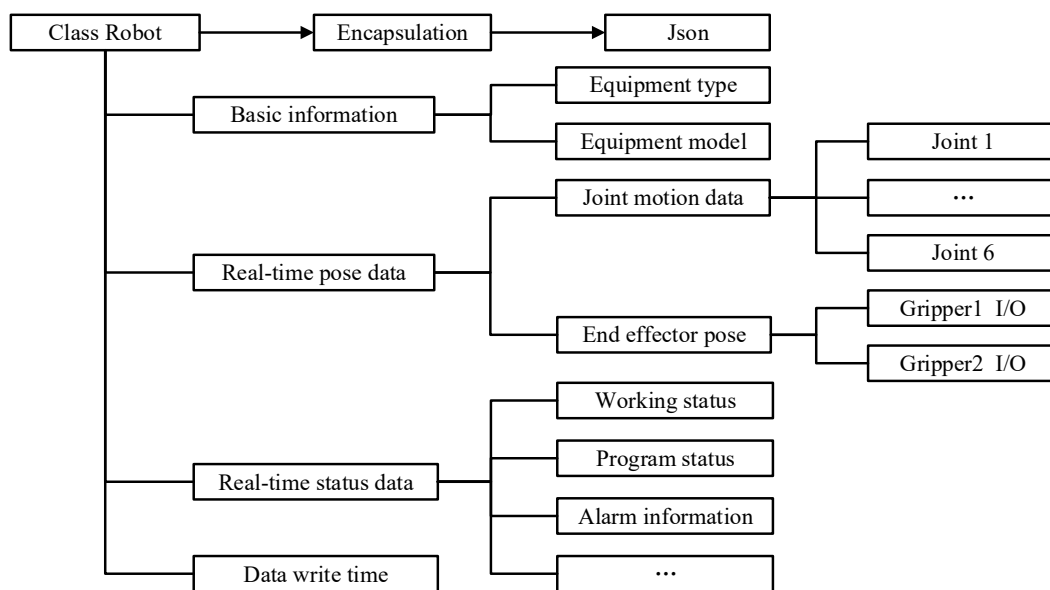 Class Robot
Encapsulation
Json
Basic information
Equipment type
Equipment model
Real-time pose data
Joint motion data
Joint 1
...
Joint 6
End effector pose
Gripper1 I/O
Gripper2 I/O
Real-time status data
Working status
Program status
Alarm information
...
Data write time